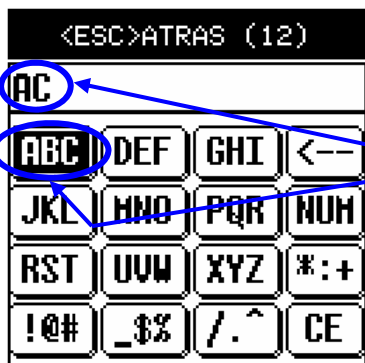 <ESC>ATRAS (12)
AC
ABC DEF GHI <--
JKL MNO PQR NUM
RST UVW XYZ *:+
!@# _$% /.^ CE